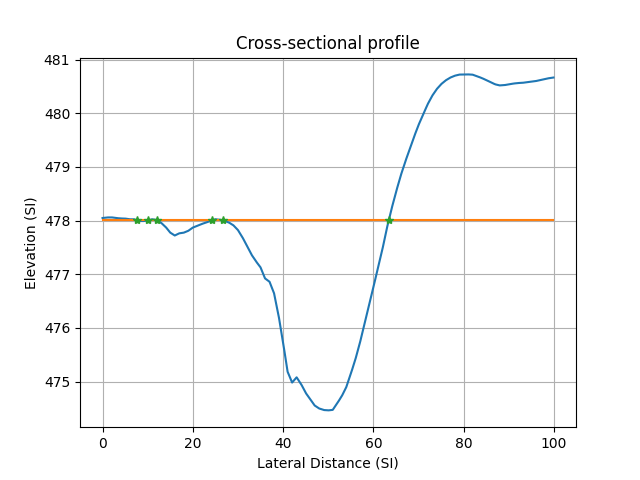 Cross-sectional profile
481
480
479
478
477
476
475
Elevation (SI)
0 20 40 60 80 100
Lateral Distance (SI)